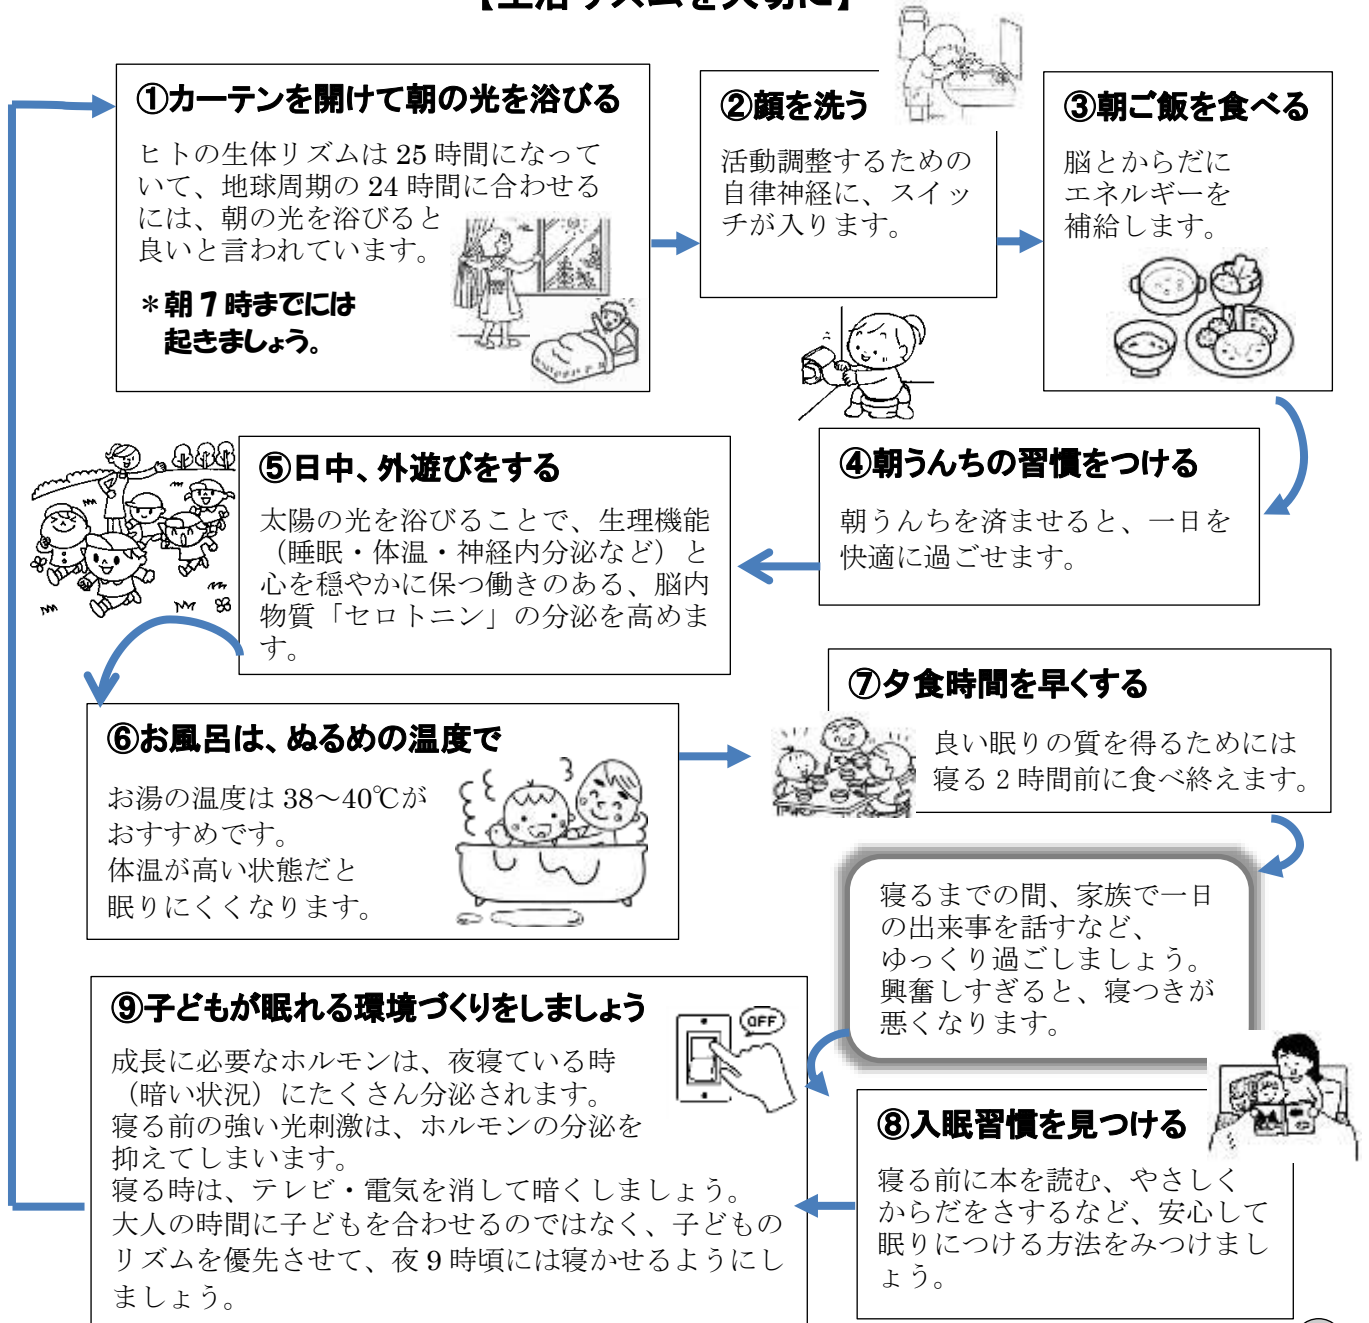 【生活リズムを大切に】
①カーテンを開けて朝の光を浴びる
ヒトの生体リズムは 25 時間になって
いて、地球周期の 24 時間に合わせる
には、朝の光を浴びると
良いと言われています。
＊朝７時までには
起きましょう。
②顔を洗う
活動調整するための
自律神経に、スイッ
チが入ります。
③朝ご飯を食べる
脳とからだに
エネルギーを
補給します。
④朝うんちの習慣をつける
朝うんちを済ませると、一日を
快適に過ごせます。
⑤日中、外遊びをする
太陽の光を浴びることで、生理機能
（睡眠・体温・神経内分泌など）と
心を穏やかに保つ働きのある、脳内
物質「セロトニン」の分泌を高めま
す。
⑥お風呂は、ぬるめの温度で
お湯の温度は 38～40℃が
おすすめです。
体温が高い状態だと
眠りにくくなります。
⑦夕食時間を早くする
良い眠りの質を得るためには
寝る 2 時間前に食べ終えます。
寝るまでの間、家族で一日
の出来事を話すなど、
ゆっくり過ごしましょう。
興奮しすぎると、寝つきが
悪くなります。
⑧入眠習慣を見つける
寝る前に本を読む、やさしく
からだをさするなど、安心して
眠りにつける方法をみつけまし
ょう。
⑨子どもが眠れる環境づくりをしましょう
OFF
成長に必要なホルモンは、夜寝ている時
（暗い状況）にたくさん分泌されます。
寝る前の強い光刺激は、ホルモンの分泌を
抑えてしまいます。
寝る時は、テレビ・電気を消して暗くしましょう。
大人の時間に子どもを合わせるのではなく、子どもの
リズムを優先させて、夜 9 時頃には寝かせるようにし
ましょう。